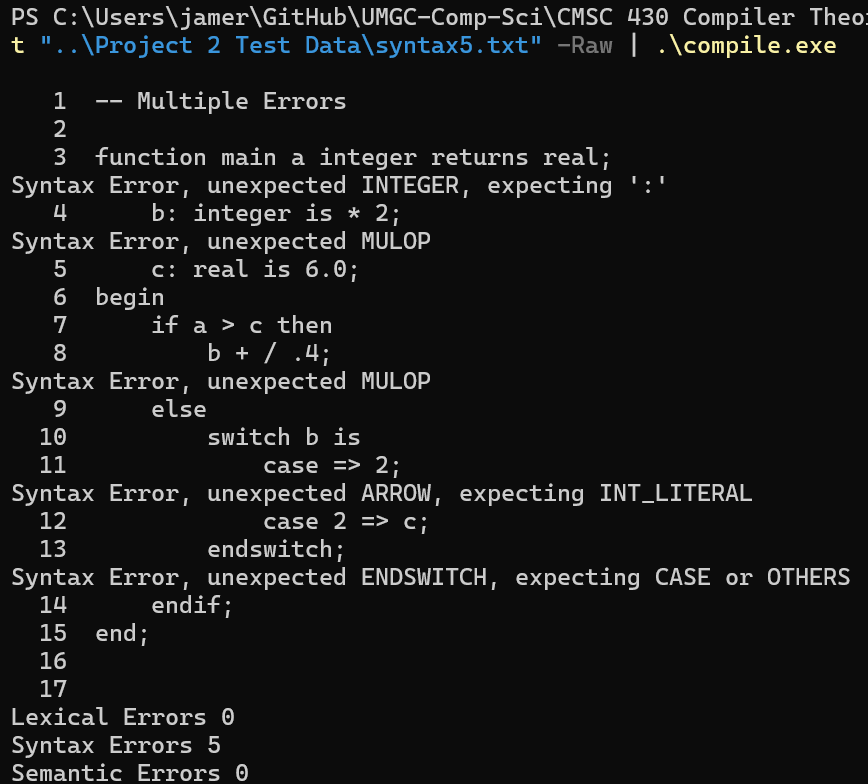 PS C:\Users\jamer\GitHub\UMGC-Comp-Sci\CMSC 430 Compiler Theo
t "..\Project 2 Test Data\syntax5.txt" -Raw | .\compile.exe
   1  -- Multiple Errors
   2
   3  function main a integer returns real;
Syntax Error, unexpected INTEGER, expecting ':'
   4      b: integer is * 2;
Syntax Error, unexpected MULOP
   5      c: real is 6.0;
   6  begin
   7      if a > c then
   8          b + / .4;
Syntax Error, unexpected MULOP
   9      else
  10          switch b is
  11              case => 2;
Syntax Error, unexpected ARROW, expecting INT_LITERAL
  12              case 2 => c;
  13          endswitch;
Syntax Error, unexpected ENDSWITCH, expecting CASE or OTHERS
  14      endif;
  15  end;
  16
  17
Lexical Errors 0
Syntax Errors 5
Semantic Errors 0